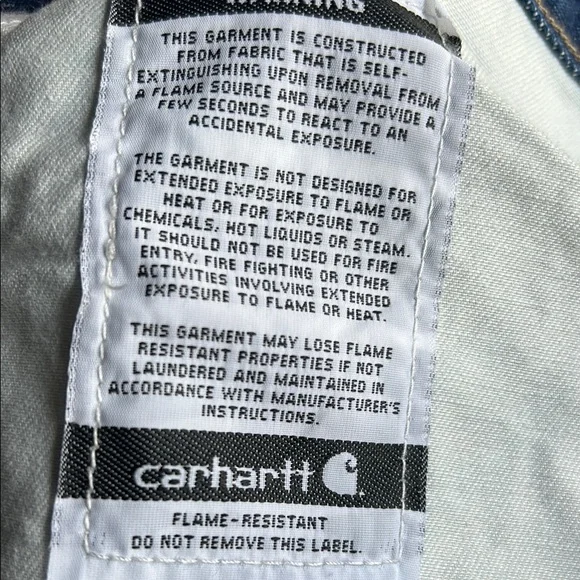 THIS GARMENT IS CONSTRUCTED
FROM FABRIC THAT IS SELF-
EXTINGUISHING UPON REMOVAL FROM
A FLAME SOURCE AND MAY PROVIDE A
FEW SECONDS TO REACT TO AN
ACCIDENTAL EXPOSURE.
THE GARMENT IS NOT DESIGNED FOR
EXTENDED EXPOSURE TO FLAME OR
HEAT OR FOR EXPOSURE TO
CHEMICALS, HOT LIQUIDS OR STEAM.
IT SHOULD NOT BE USED FOR FIRE
ENTRY, FIRE FIGHTING OR OTHER
ACTIVITIES INVOLVING EXTENDED
EXPOSURE TO FLAME OR HEAT.
THIS GARMENT MAY LOSE FLAME
RESISTANT PROPERTIES IF NOT
LAUNDERED AND MAINTAINED IN
ACCORDANCE WITH MANUFACTURER'S
INSTRUCTIONS.
carhartt
FLAME-RESISTANT
DO NOT REMOVE THIS LABEL.